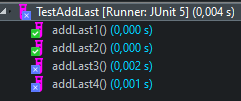 TestAddLast [Runner: JUnit 5] (0,004 s)
addLast1() (0,000 s)
addLast2() (0,000 s)
addLast3() (0,002 s)
addLast4() (0,001 s)